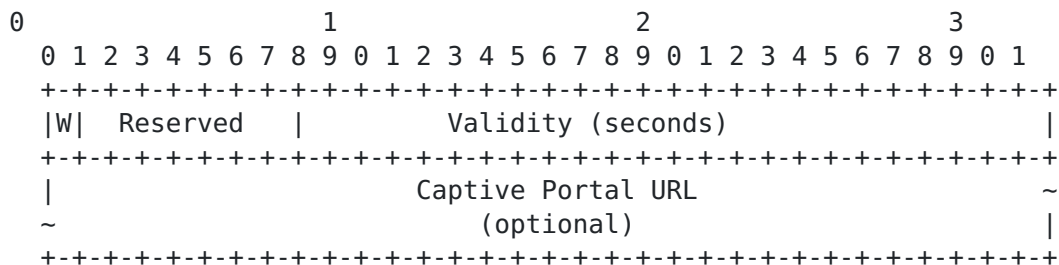 0                   1                   2                   3
  0 1 2 3 4 5 6 7 8 9 0 1 2 3 4 5 6 7 8 9 0 1 2 3 4 5 6 7 8 9 0 1
  +-+-+-+-+-+-+-+-+-+-+-+-+-+-+-+-+-+-+-+-+-+-+-+-+-+-+-+-+-+-+-+-+
  |W|  Reserved   |         Validity (seconds)                    |
  +-+-+-+-+-+-+-+-+-+-+-+-+-+-+-+-+-+-+-+-+-+-+-+-+-+-+-+-+-+-+-+-+
  |                       Captive Portal URL                      ~
  ~                           (optional)                          |
  +-+-+-+-+-+-+-+-+-+-+-+-+-+-+-+-+-+-+-+-+-+-+-+-+-+-+-+-+-+-+-+-+